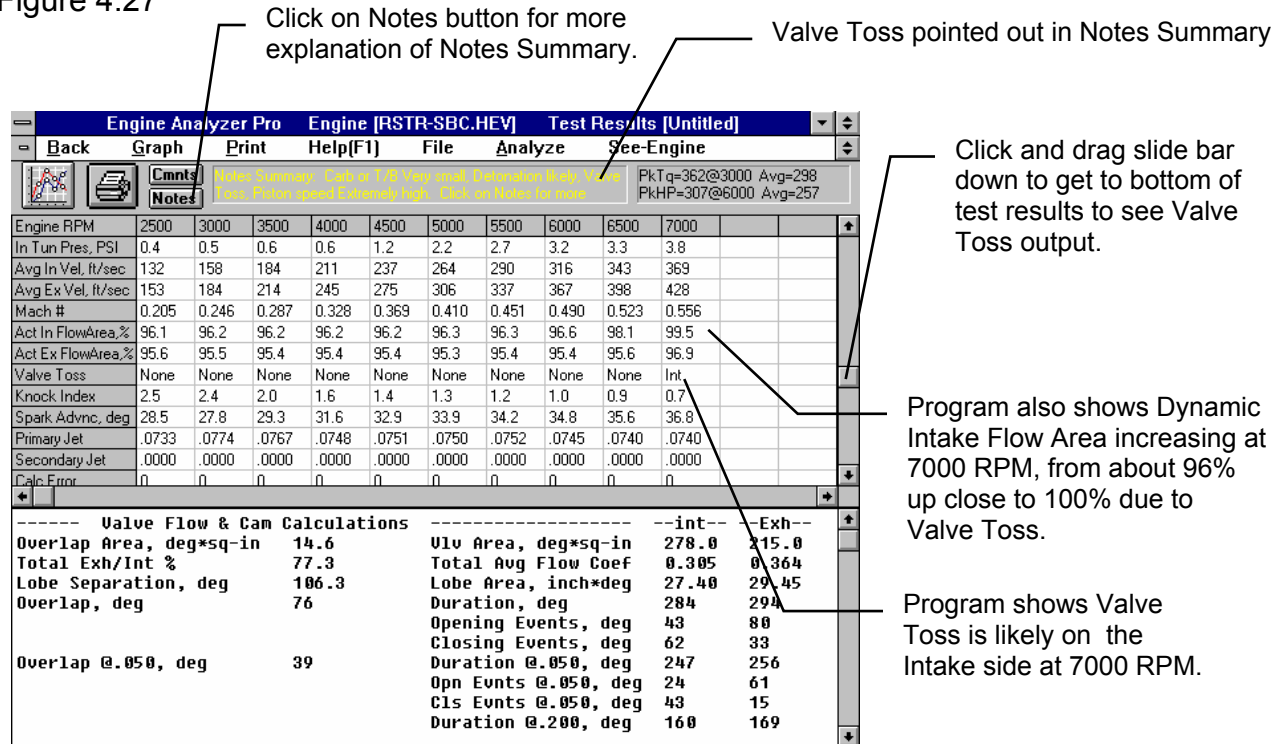 Figure 4.27
Click on Notes button for more
explanation of Notes Summary.
Valve Toss pointed out in Notes Summary
Engine Analyzer Pro Engine [RSTR-SBC.HEV] Test Results [Untitled]
Back Graph Print Help(F1) File Analyze See-Engine
Cmnts
Notes
Notes Summary: Carb or T/B Very small, Detonation likely, Valve
Toss, Piston speed Extremely high. Click on Notes for more
PkTq=362@3000 Avg=298
PkHP=307@6000 Avg=257
Engine RPM 2500 3000 3500 4000 4500 5000 5500 6000 6500 7000
In Tun Pres, PSI 0.4 0.5 0.6 0.6 1.2 2.2 2.7 3.2 3.3 3.8
Avg In Vel, ft/sec 132 158 184 211 237 264 290 316 343 369
Avg Ex Vel, ft/sec 153 184 214 245 275 306 337 367 398 428
Mach # 0.205 0.246 0.287 0.328 0.369 0.410 0.451 0.490 0.523 0.556
Act In FlowArea,% 96.1 96.2 96.2 96.2 96.2 96.3 96.3 96.6 98.1 99.5
Act Ex FlowArea,% 95.6 95.5 95.4 95.4 95.4 95.3 95.4 95.4 95.6 96.9
Valve Toss None None None None None None None None None Int
Knock Index 2.5 2.4 2.0 1.6 1.4 1.3 1.2 1.0 0.9 0.7
Spark Advnc, deg 28.5 27.8 29.3 31.6 32.9 33.9 34.2 34.8 35.6 36.8
Primary Jet .0733 .0774 .0767 .0748 .0751 .0750 .0752 .0745 .0740 .0740
Secondary Jet .0000 .0000 .0000 .0000 .0000 .0000 .0000 .0000 .0000 .0000
Calc Error 0 0 0 0 0 0 0 0 0 0
------ Valve Flow & Cam Calculations ------------------- --int-- --Exh--
Overlap Area, deg*sq-in 14.6 Vlv Area, deg*sq-in 278.0 215.0
Total Exh/Int % 77.3 Total Avg Flow Coef 0.305 0.364
Lobe Separation, deg 106.3 Lobe Area, inch*deg 27.40 29.45
Overlap, deg 76 Duration, deg 284 294
Opening Events, deg 43 80
Closing Events, deg 62 33
Overlap @.050, deg 39 Duration @.050, deg 247 256
Opn Evnts @.050, deg 24 61
Cls Evnts @.050, deg 43 15
Duration @.200, deg 160 169
Click and drag slide bar
down to get to bottom of
test results to see Valve
Toss output.
Program also shows Dynamic
Intake Flow Area increasing at
7000 RPM, from about 96%
up close to 100% due to
Valve Toss.
Program shows Valve
Toss is likely on the
Intake side at 7000 RPM.